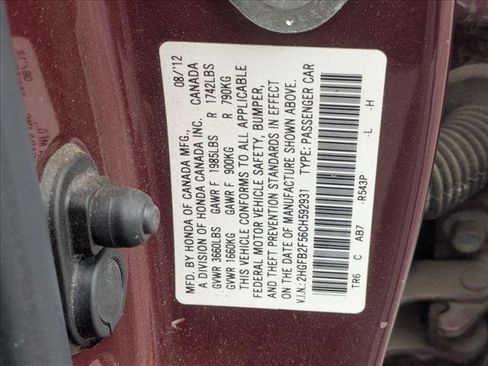 MFD. BY HONDA OF CANADA MFG., 08/'12
A DIVISION OF HONDA CANADA INC. CANADA
GVWR 3660LBS GAWR F 1985LBS R 1742LBS
GVWR 1660KG GAWR F 900KG R 790KG
THIS VEHICLE CONFORMS TO ALL APPLICABLE
FEDERAL MOTOR VEHICLE SAFETY, BUMPER,
AND THEFT PREVENTION STANDARDS IN EFFECT
ON THE DATE OF MANUFACTURE SHOWN ABOVE.
V.I.N.:2HGFB2F56CH592931 TYPE: PASSENGER CAR
TR6 C AB7 -R543P -L -H